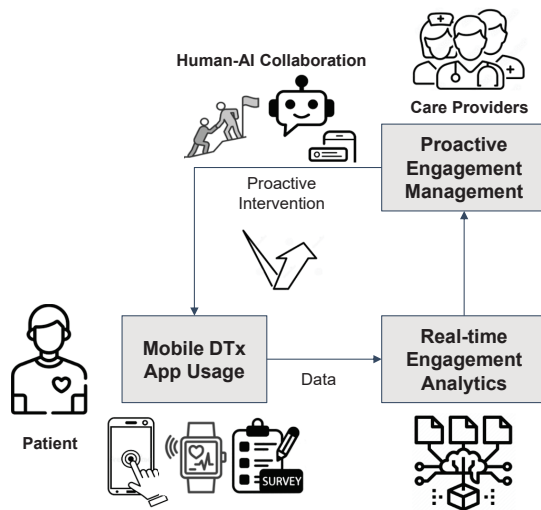 Human-AI Collaboration
Care Providers
Proactive
Engagement
Management
Proactive
Intervention
Mobile DTx
App Usage
Data
Real-time
Engagement
Analytics
Patient
SURVEY